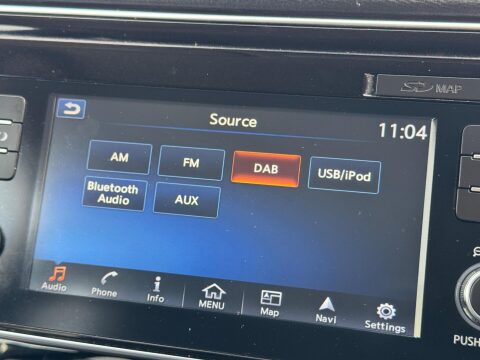 SD MAP
Source
11:04
AM
FM
DAB
USB/iPod
Bluetooth
Audio
AUX
Audio
Phone
Info
MENU
Map
Navi
Settings
PUSH